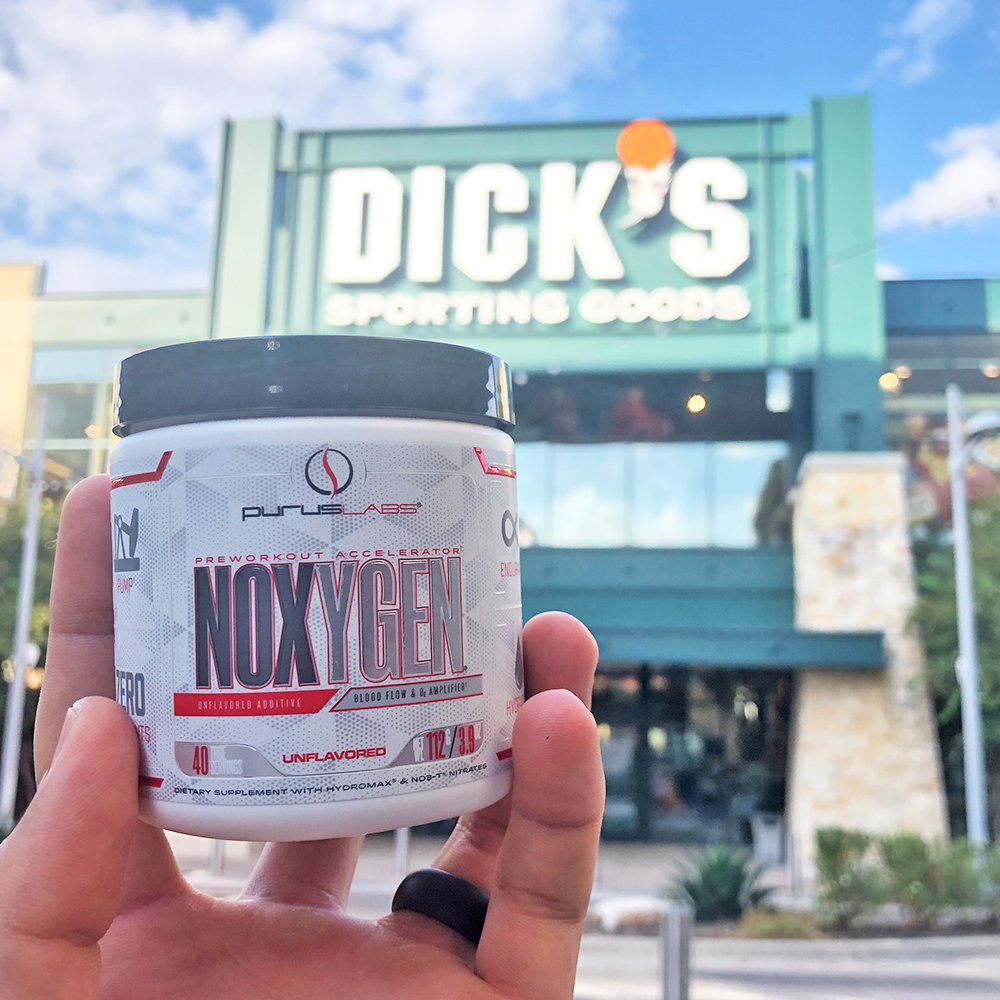 DICK'S
SPORTING GOODS
PURUSLABS®
PREWORKOUT ACCELERATOR
NOXYGEN
UNFLAVORED ADDITIVE
BLOOD FLOW & O₂ AMPLIFIER
40
UNFLAVORED
112/3.9
DIETARY SUPPLEMENT WITH HYDROMAX® & NO3-T® NITRATES
PUMP
ZERO